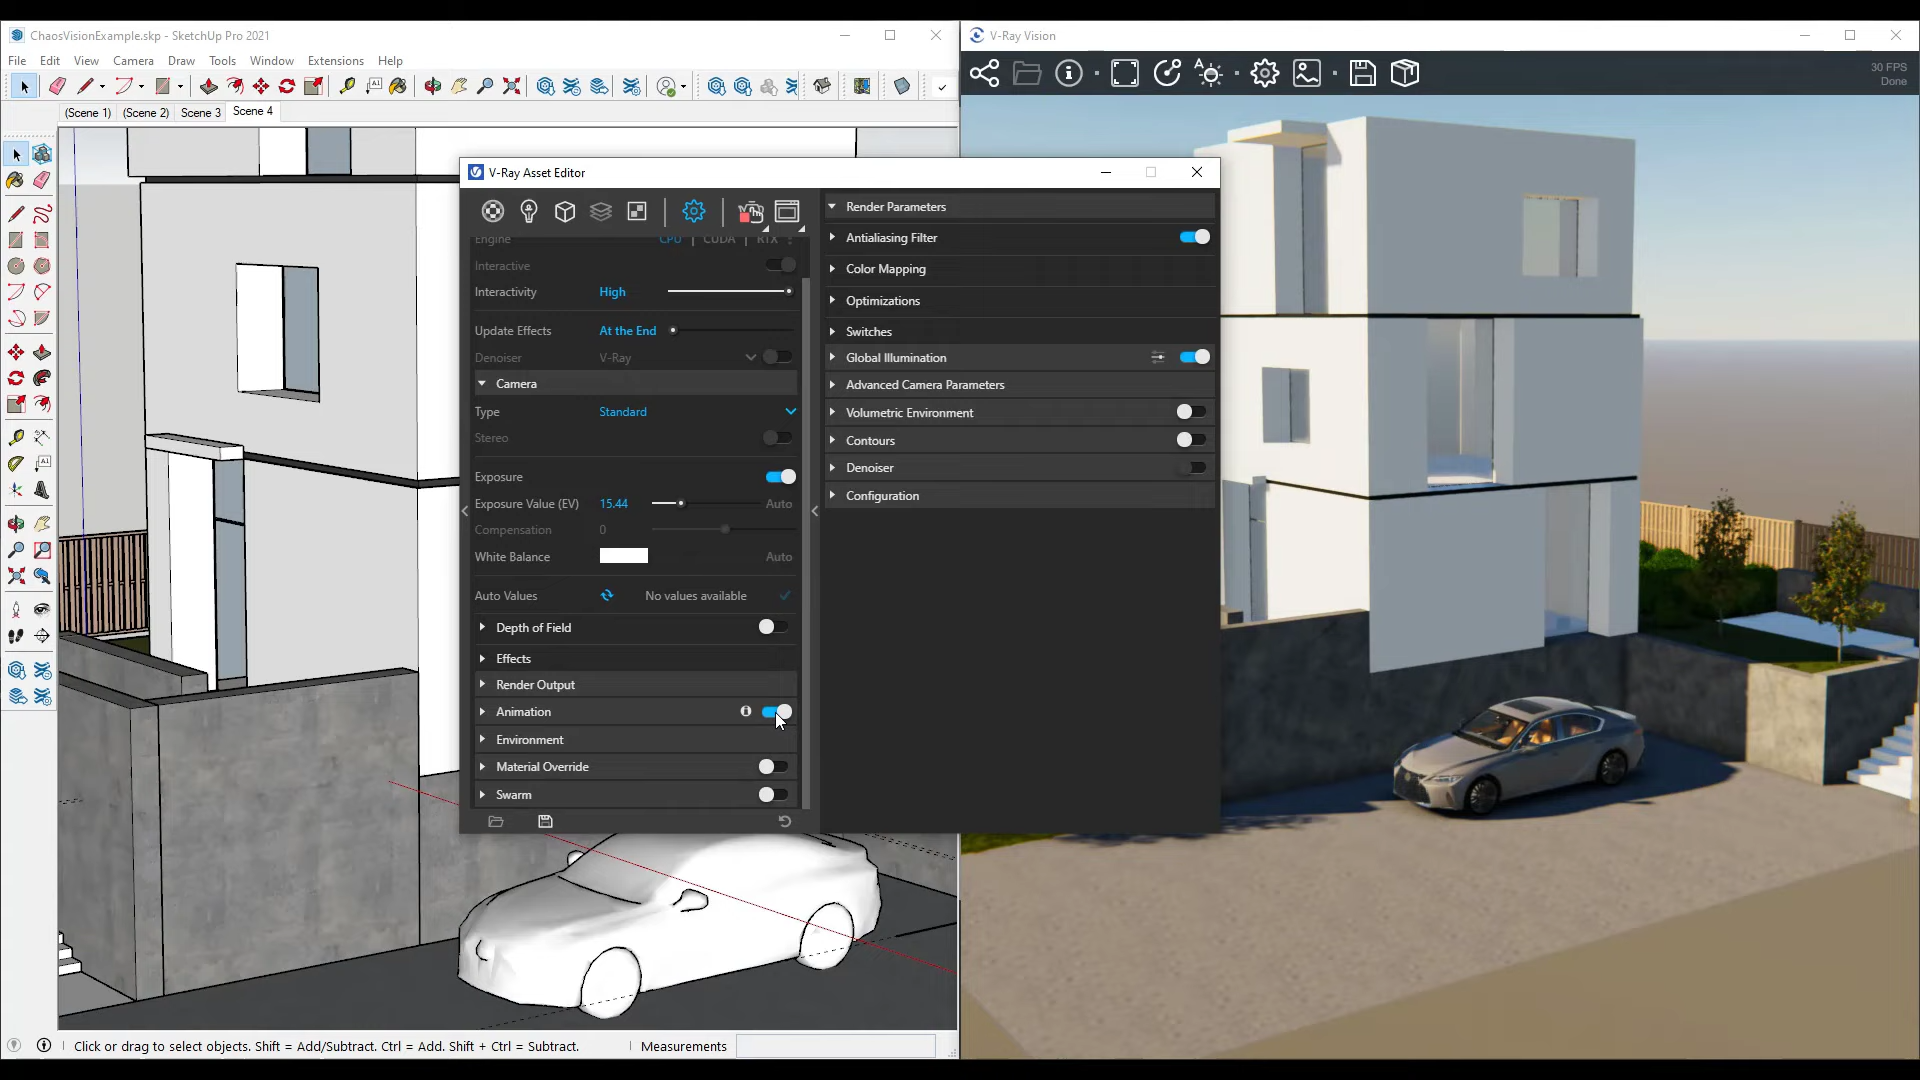 ChaosVisionExample.skp - SketchUp Pro 2021
File Edit View Camera Draw Tools Window Extensions Help
(Scene 1) (Scene 2) Scene 3 Scene 4
V-Ray Vision
30 FPS
Done
V-Ray Asset Editor
Engine CPU | CUDA | RTX
Interactive
Interactivity High
Update Effects At the End
Denoiser V-Ray
Camera
Type Standard
Stereo
Exposure
Exposure Value (EV) 15.44 Auto
Compensation 0
White Balance Auto
Auto Values No values available
Depth of Field
Effects
Render Output
Animation
Environment
Material Override
Swarm
Render Parameters
Antialiasing Filter
Color Mapping
Optimizations
Switches
Global Illumination
Advanced Camera Parameters
Volumetric Environment
Contours
Denoiser
Configuration
Click or drag to select objects. Shift = Add/Subtract. Ctrl = Add. Shift + Ctrl = Subtract. Measurements